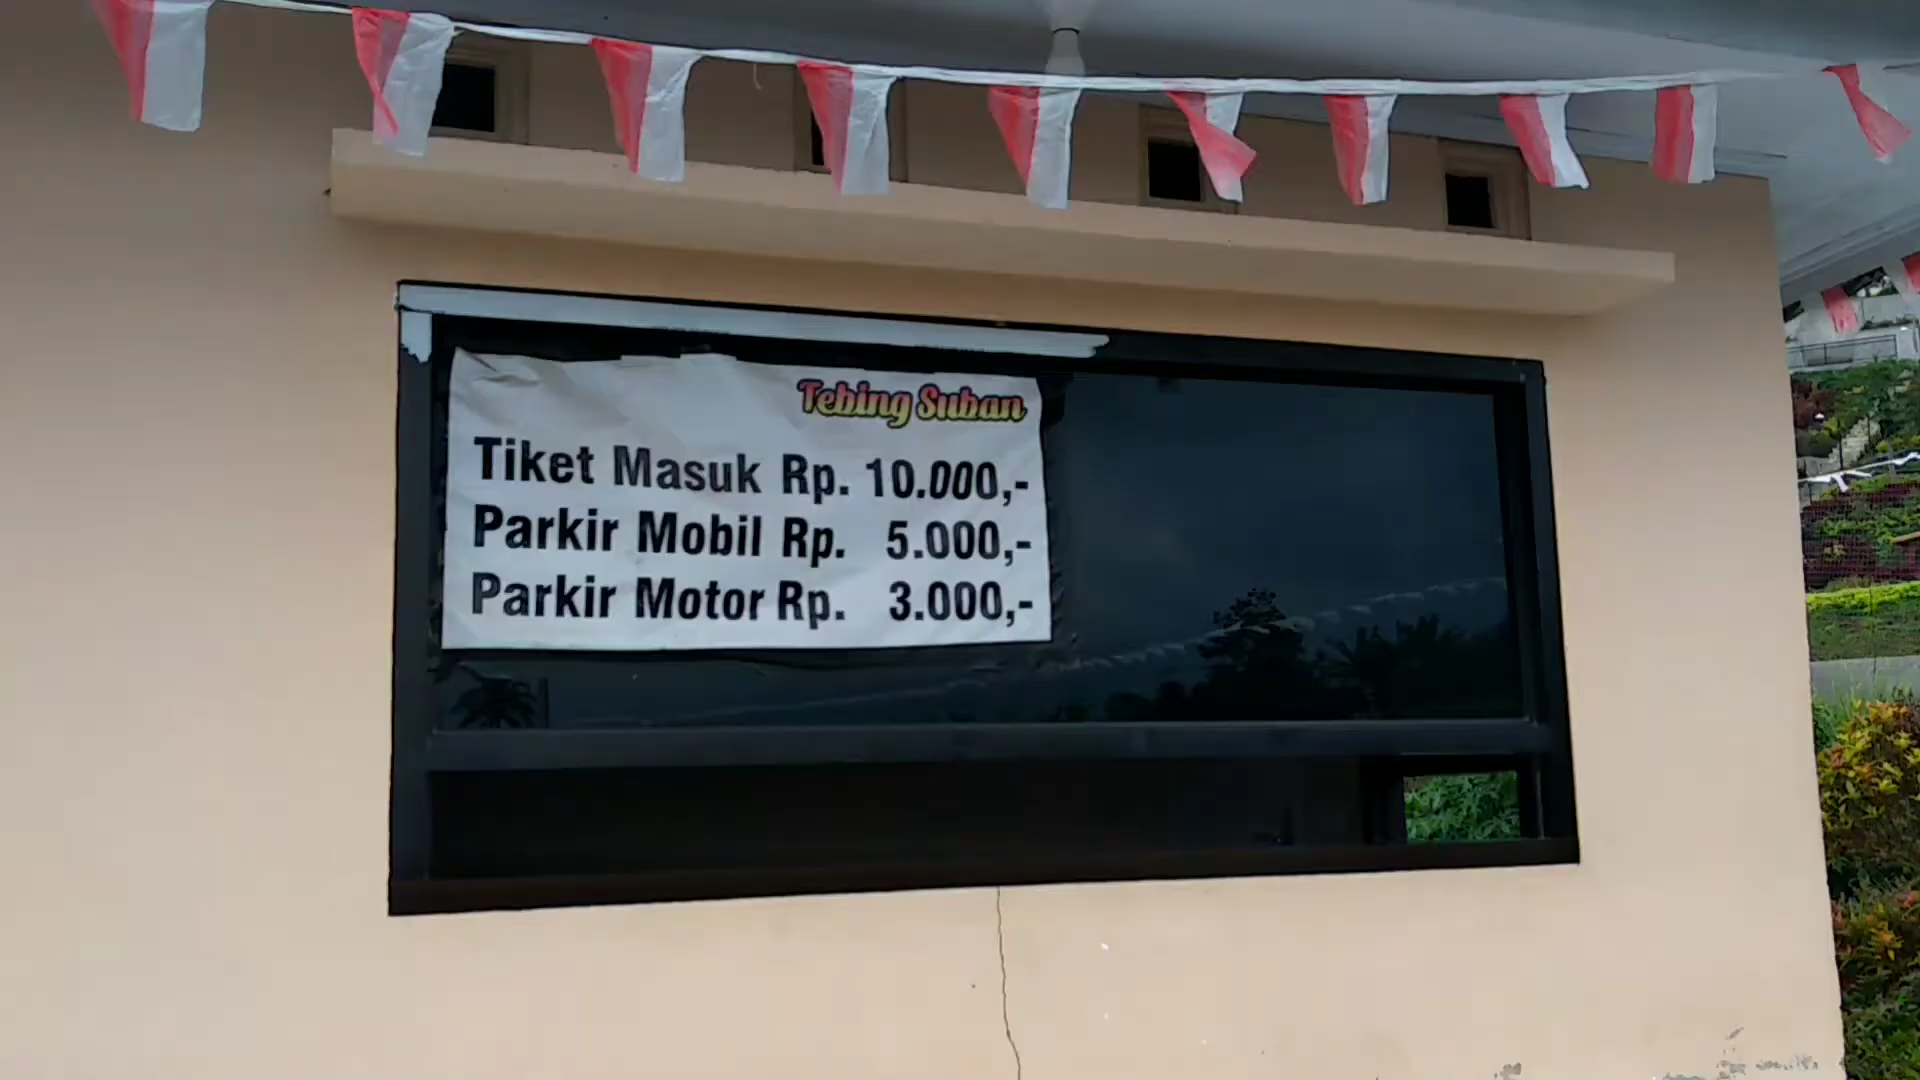 Tebing Suban
Tiket Masuk Rp. 10.000,-
Parkir Mobil Rp. 5.000,-
Parkir Motor Rp. 3.000,-